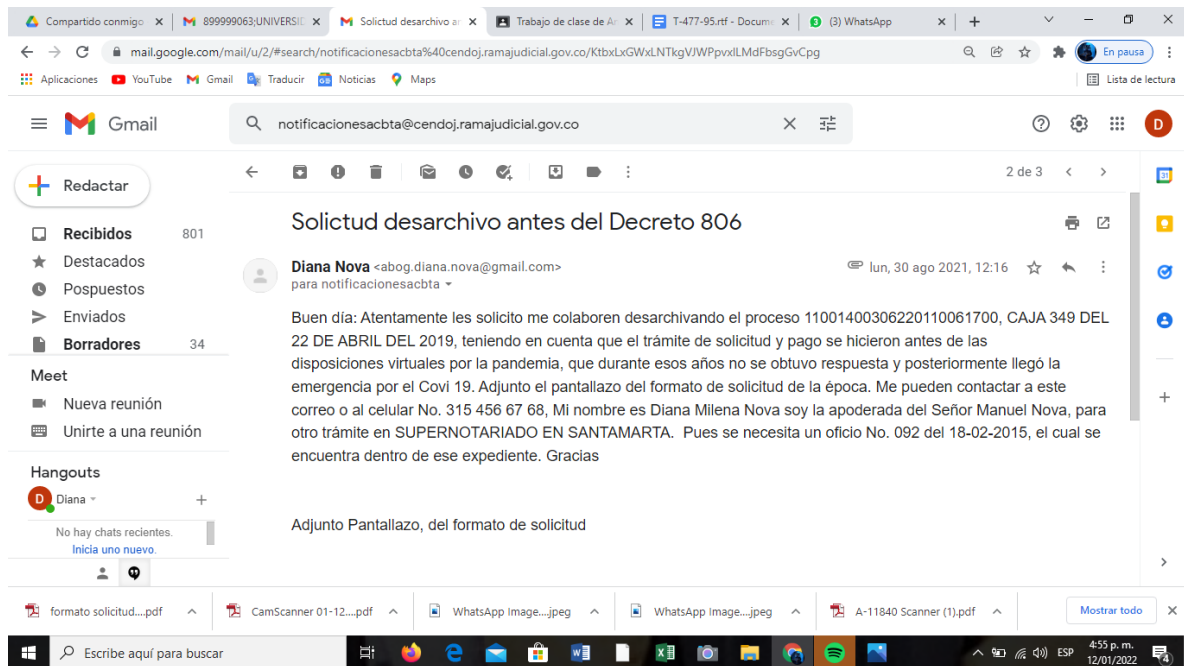 Compartido conmigo
899999063;UNIVERSID
Solictud desarchivo an
Trabajo de clase de An
T-477-95.rtf - Docume
(3) WhatsApp
mail.google.com/mail/u/2/#search/notificacionesacbta%40cendoj.ramajudicial.gov.co/KtbxLxGWxLNTkgVJWPpvxlLMdFbsgGvCpg
En pausa
Aplicaciones YouTube Gmail Traducir Noticias Maps Lista de lectura
Gmail
notificacionesacbta@cendoj.ramajudicial.gov.co
D
Redactar
2 de 3
31
Recibidos 801
Destacados
Pospuestos
Enviados
Borradores 34
Meet
Nueva reunión
Unirte a una reunión
Hangouts
D Diana
No hay chats recientes.
Inicia uno nuevo.
Solictud desarchivo antes del Decreto 806
Diana Nova <abog.diana.nova@gmail.com> lun, 30 ago 2021, 12:16
para notificacionesacbta
Buen día: Atentamente les solicito me colaboren desarchivando el proceso 11001400306220110061700, CAJA 349 DEL
22 DE ABRIL DEL 2019, teniendo en cuenta que el trámite de solicitud y pago se hicieron antes de las
disposiciones virtuales por la pandemia, que durante esos años no se obtuvo respuesta y posteriormente llegó la
emergencia por el Covi 19. Adjunto el pantallazo del formato de solicitud de la época. Me pueden contactar a este
correo o al celular No. 315 456 67 68, Mi nombre es Diana Milena Nova soy la apoderada del Señor Manuel Nova, para
otro trámite en SUPERNOTARIADO EN SANTAMARTA. Pues se necesita un oficio No. 092 del 18-02-2015, el cual se
encuentra dentro de ese expediente. Gracias
Adjunto Pantallazo, del formato de solicitud
formato solicitud....pdf
CamScanner 01-12....pdf
WhatsApp Image....jpeg
WhatsApp Image....jpeg
A-11840 Scanner (1).pdf
Mostrar todo
Escribe aquí para buscar
ESP
4:55 p. m.
12/01/2022
4